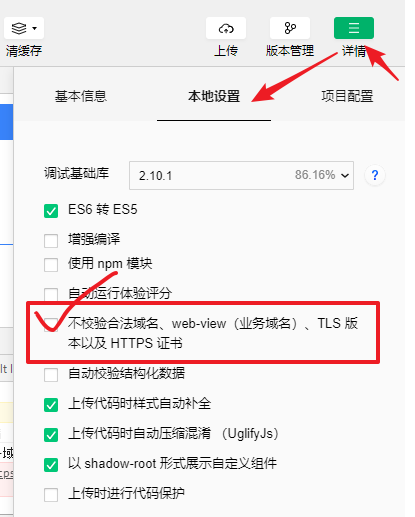 清缓存
上传
版本管理
详情
基本信息
本地设置
项目配置
调试基础库
2.10.1
86.16%
?
ES6 转 ES5
增强编译
使用 npm 模块
自动运行体验评分
不校验合法域名、web-view（业务域名）、TLS 版
本以及 HTTPS 证书
自动校验结构化数据
上传代码时样式自动补全
上传代码时自动压缩混淆 （UglifyJs）
以 shadow-root 形式展示自定义组件
上传时进行代码保护
lt l
域
tps